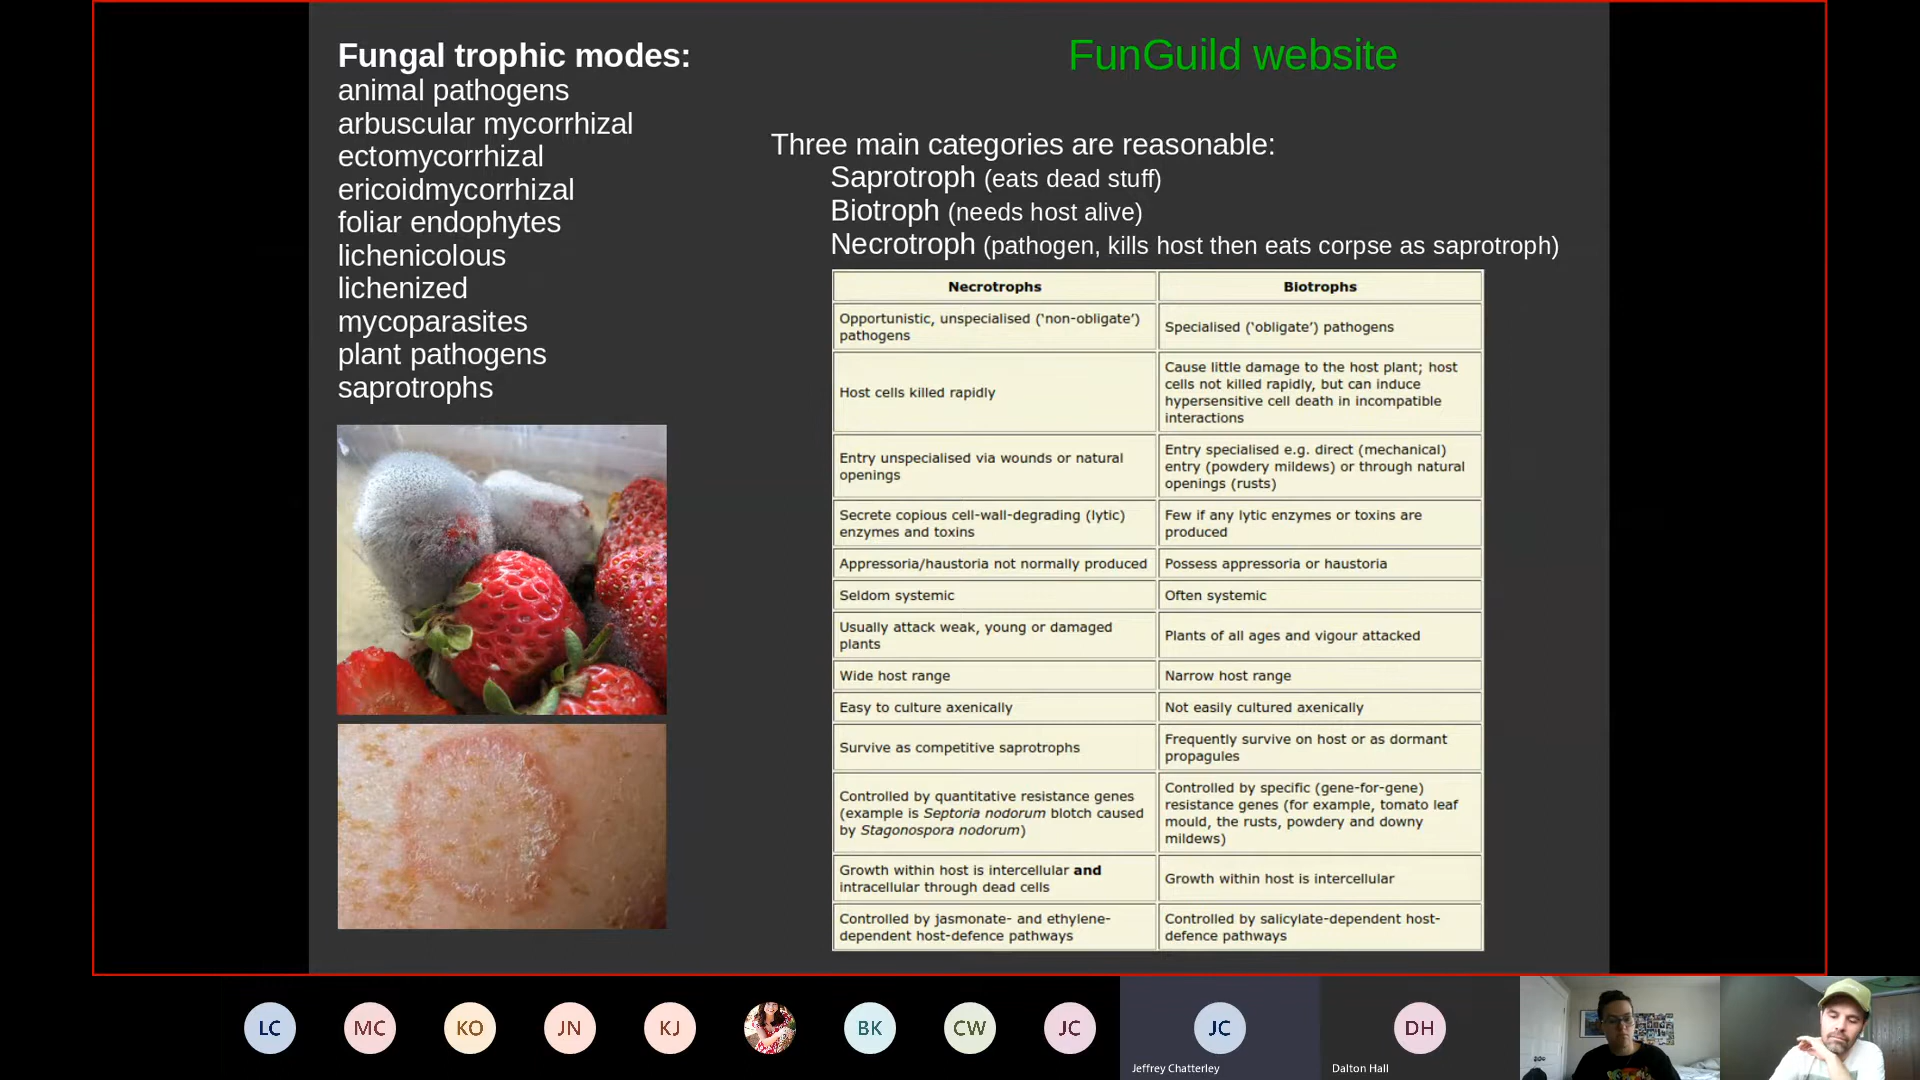 Fungal trophic modes:
animal pathogens
arbuscular mycorrhizal
ectomycorrhizal
ericoidmycorrhizal
foliar endophytes
lichenicolous
lichenized
mycoparasites
plant pathogens
saprotrophs
FunGuild website
Three main categories are reasonable:
Saprotroph (eats dead stuff)
Biotroph (needs host alive)
Necrotroph (pathogen, kills host then eats corpse as saprotroph)
Necrotrophs
Biotrophs
Opportunistic, unspecialised (‘non-obligate’)
pathogens
Specialised (‘obligate’) pathogens
Host cells killed rapidly
Cause little damage to the host plant; host
cells not killed rapidly, but can induce
hypersensitive cell death in incompatible
interactions
Entry unspecialised via wounds or natural
openings
Entry specialised e.g. direct (mechanical)
entry (powdery mildews) or through natural
openings (rusts)
Secrete copious cell-wall-degrading (lytic)
enzymes and toxins
Few if any lytic enzymes or toxins are
produced
Appressoria/haustoria not normally produced
Possess appressoria or haustoria
Seldom systemic
Often systemic
Usually attack weak, young or damaged
plants
Plants of all ages and vigour attacked
Wide host range
Narrow host range
Easy to culture axenically
Not easily cultured axenically
Survive as competitive saprotrophs
Frequently survive on host or as dormant
propagules
Controlled by quantitative resistance genes
(example is Septoria nodorum blotch caused
by Stagonospora nodorum)
Controlled by specific (gene-for-gene)
resistance genes (for example, tomato leaf
mould, the rusts, powdery and downy
mildews)
Growth within host is intercellular and
intracellular through dead cells
Growth within host is intercellular
Controlled by jasmonate- and ethylene-
dependent host-defence pathways
Controlled by salicylate-dependent host-
defence pathways
LC
MC
KO
JN
KJ
BK
CW
JC
JC
Jeffrey Chatterley
DH
Dalton Hall